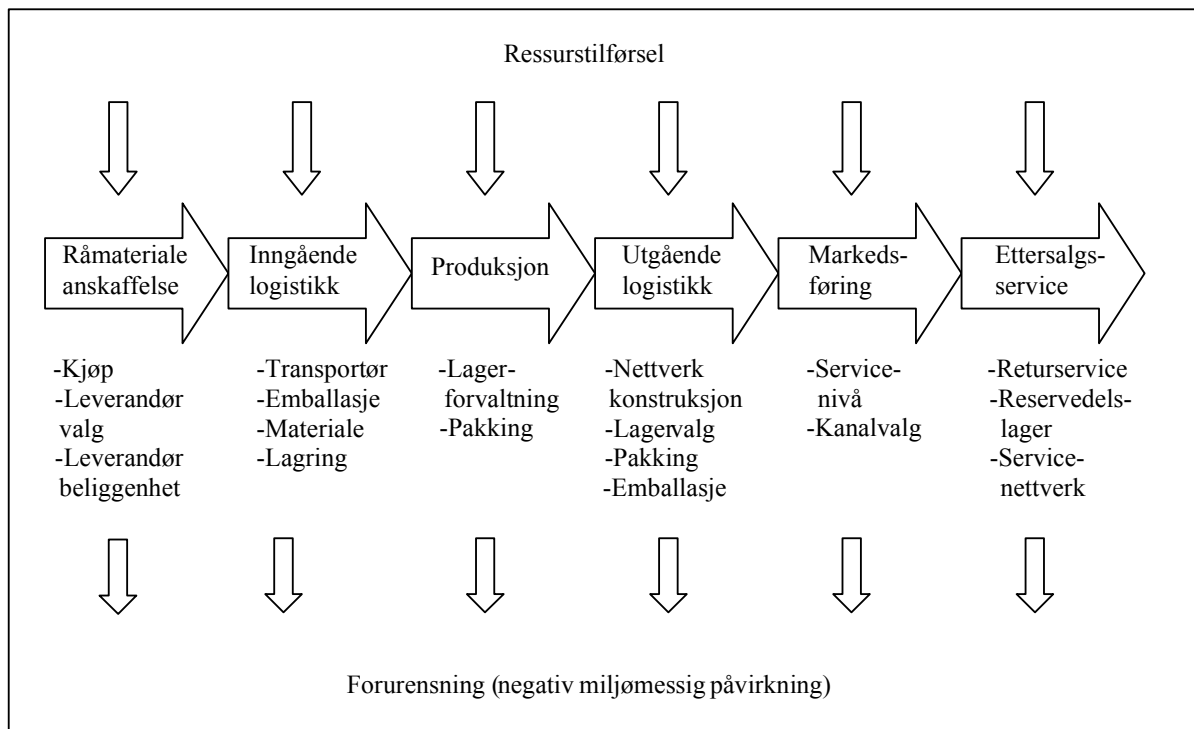 Ressurstilførsel
Råmateriale
anskaffelse
Inngående
logistikk
Produksjon
Utgående
logistikk
Markeds-
føring
Ettersalgs-
service
-Kjøp
-Leverandør
valg
-Leverandør
beliggenhet
-Transportør
-Emballasje
-Materiale
-Lagring
-Lager-
forvaltning
-Pakking
-Nettverk
konstruksjon
-Lagervalg
-Pakking
-Emballasje
-Service-
nivå
-Kanalvalg
-Returservice
-Reservedels-
lager
-Service-
nettverk
Forurensning (negativ miljømessig påvirkning)